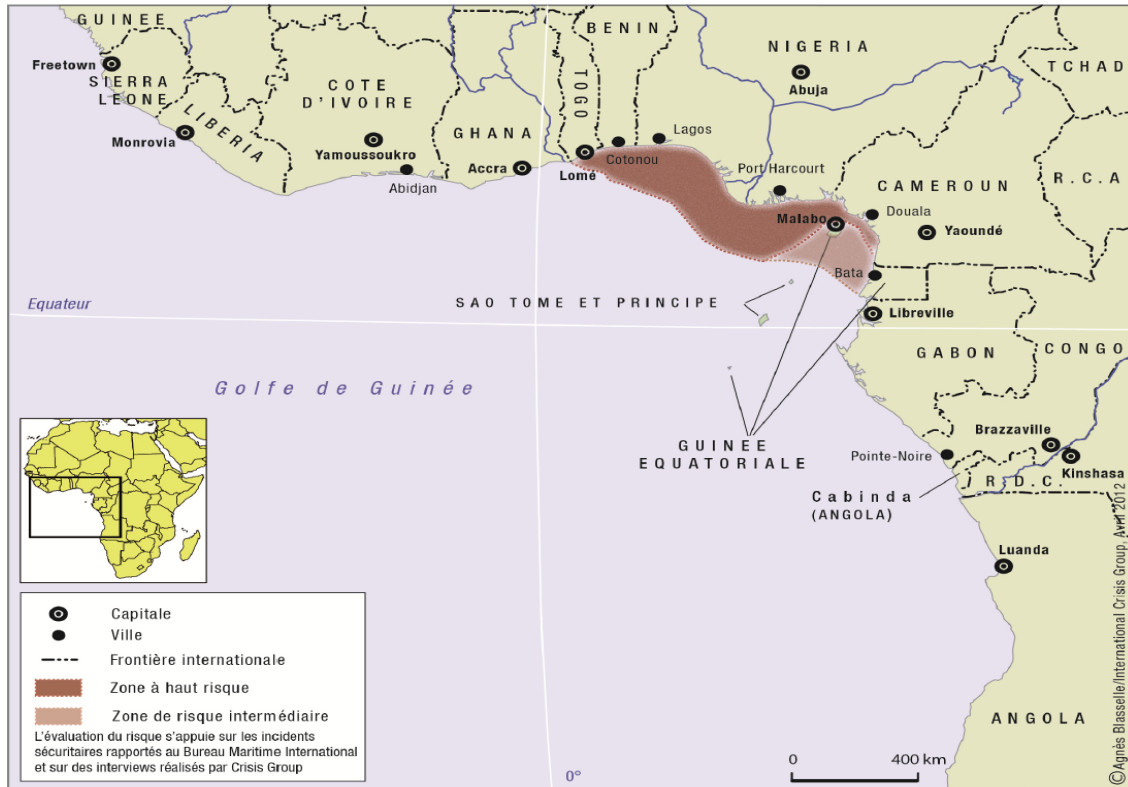 GUINEE
BENIN
NIGERIA
TCHAD
Freetown
SIERRA
LEONE
COTE
D'IVOIRE
TOGO
Abuja
LIBERIA
GHANA
Lagos
Monrovia
Yamoussoukro
Accra
Lomé
Cotonou
Port Harcourt
CAMEROUN
R.C.A
Abidjan
Malabo
Douala
Yaoundé
Bata
Equateur
SAO TOME ET PRINCIPE
Libreville
GABON
CONGO
Golfe de Guinée
GUINEE
EQUATORIALE
Brazzaville
Pointe-Noire
Kinshasa
R.D.C.
Cabinda
(ANGOLA)
Luanda
ANGOLA
Capitale
Ville
Frontière internationale
Zone à haut risque
Zone de risque intermédiaire
L'évaluation du risque s'appuie sur les incidents
sécuritaires rapportés au Bureau Maritime International
et sur des interviews réalisés par Crisis Group
0°
0 400 km
©Agnès Blasselle/International Crisis Group, Avril 2012